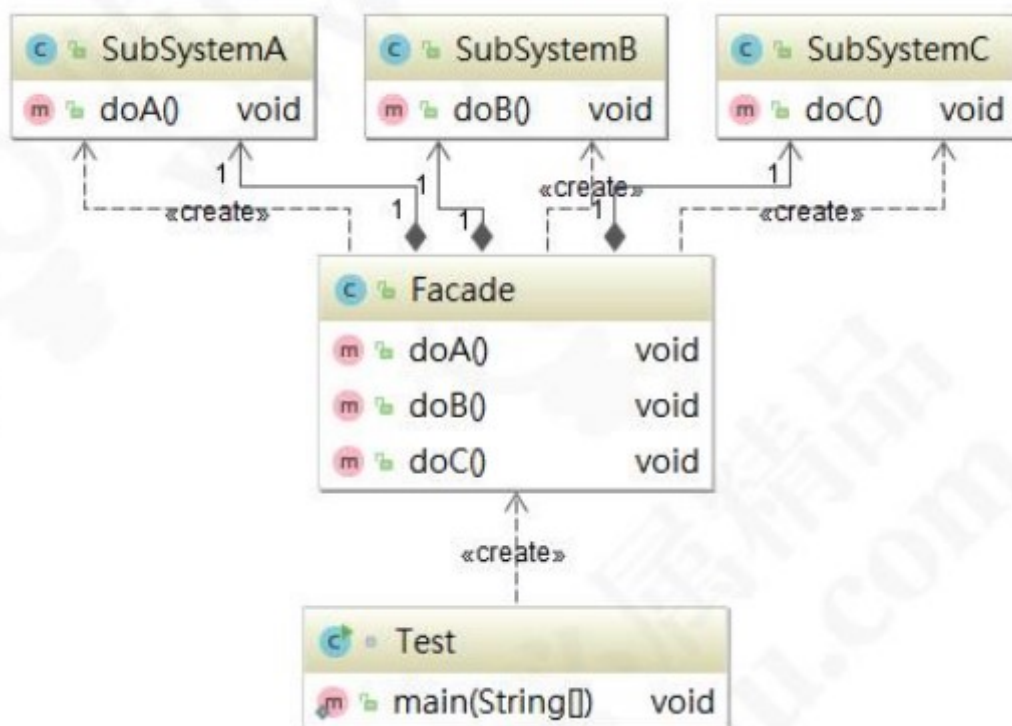 SubSystemA
doA() void
SubSystemB
doB() void
SubSystemC
doC() void
1
1
«create»
1
1
«create»
1
1
«create»
Facade
doA() void
doB() void
doC() void
«create»
Test
main(String[]) void